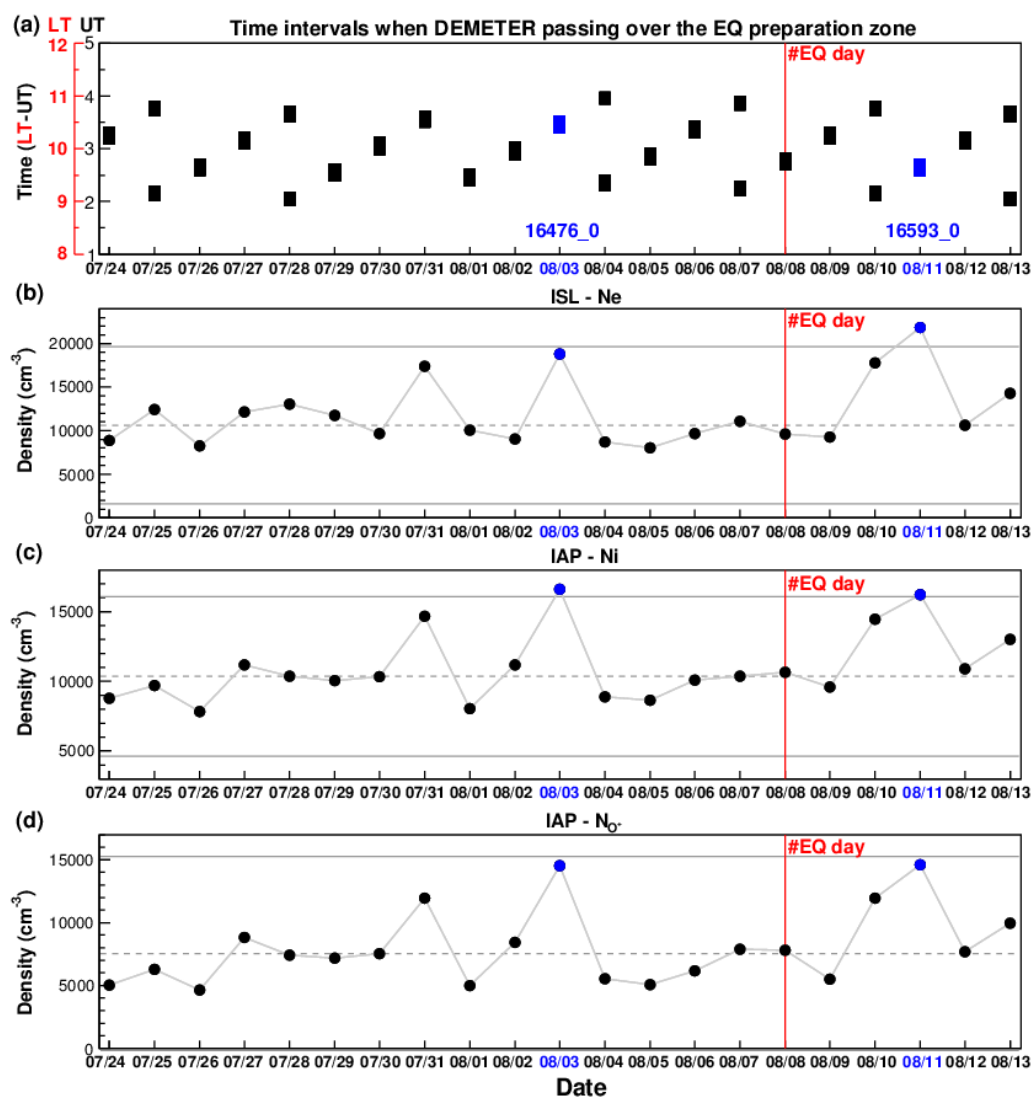 (a) LT UT Time intervals when DEMETER passing over the EQ preparation zone
12 5
#EQ day
11 4
10 3
9 2
8 1
Time (LT-UT)
16476_0 16593_0
07/24 07/25 07/26 07/27 07/28 07/29 07/30 07/31 08/01 08/02 08/03 08/04 08/05 08/06 08/07 08/08 08/09 08/10 08/11 08/12 08/13
(b) ISL - Ne
#EQ day
20000
15000
10000
5000
0
Density (cm-3)
07/24 07/25 07/26 07/27 07/28 07/29 07/30 07/31 08/01 08/02 08/03 08/04 08/05 08/06 08/07 08/08 08/09 08/10 08/11 08/12 08/13
(c) IAP - Ni
#EQ day
15000
10000
5000
Density (cm-3)
07/24 07/25 07/26 07/27 07/28 07/29 07/30 07/31 08/01 08/02 08/03 08/04 08/05 08/06 08/07 08/08 08/09 08/10 08/11 08/12 08/13
(d) IAP - NO+
#EQ day
15000
10000
5000
0
Density (cm-3)
07/24 07/25 07/26 07/27 07/28 07/29 07/30 07/31 08/01 08/02 08/03 08/04 08/05 08/06 08/07 08/08 08/09 08/10 08/11 08/12 08/13
Date